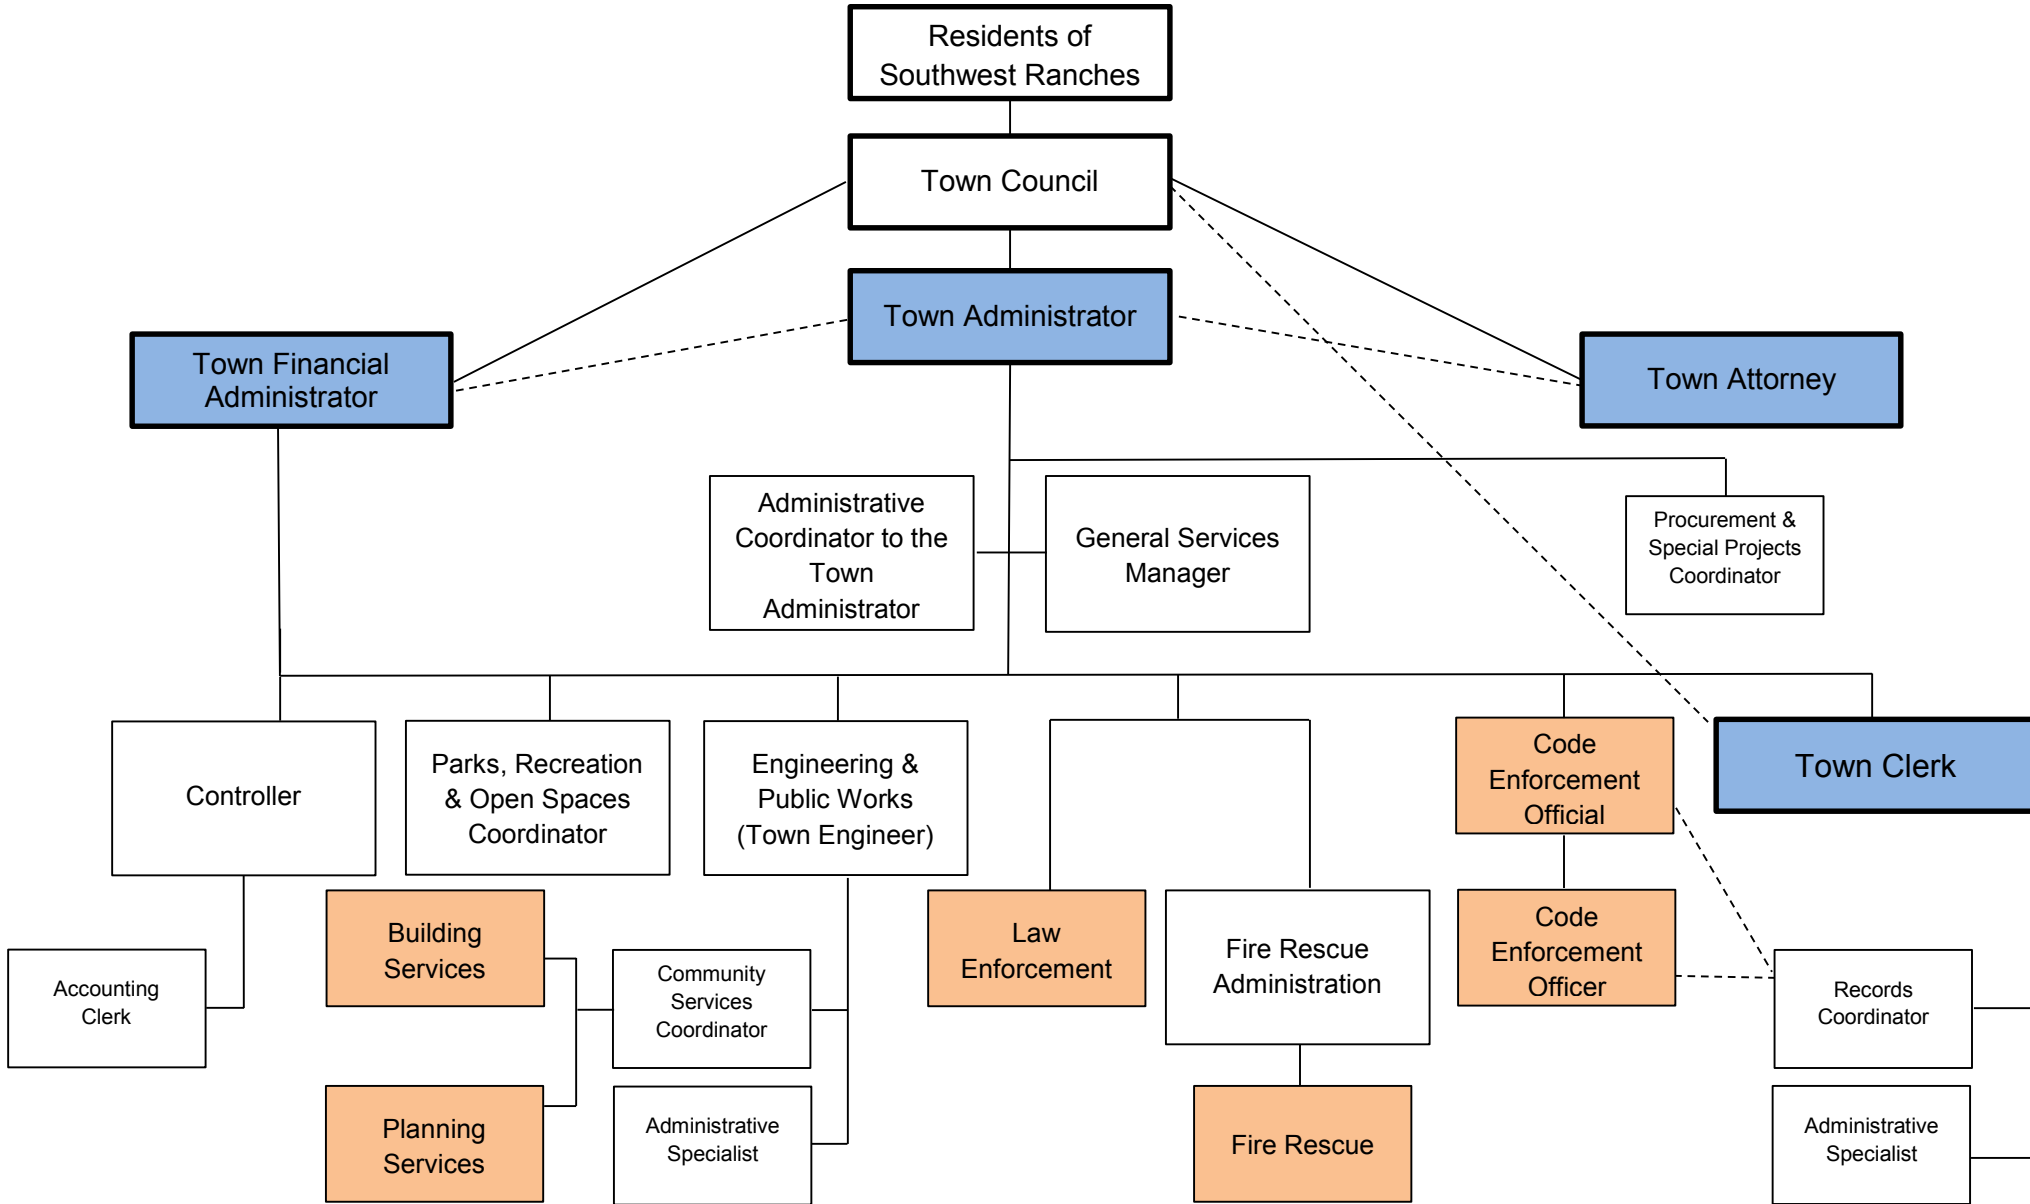 Residents of
Southwest Ranches
Town Council
Town Administrator
Town Financial
Administrator
Town Attorney
Administrative
Coordinator to the
Town
Administrator
General Services
Manager
Procurement &
Special Projects
Coordinator
Controller
Parks, Recreation
& Open Spaces
Coordinator
Engineering &
Public Works
(Town Engineer)
Code
Enforcement
Official
Town Clerk
Building
Services
Law
Enforcement
Fire Rescue
Administration
Code
Enforcement
Officer
Accounting
Clerk
Community
Services
Coordinator
Records
Coordinator
Planning
Services
Administrative
Specialist
Fire Rescue
Administrative
Specialist